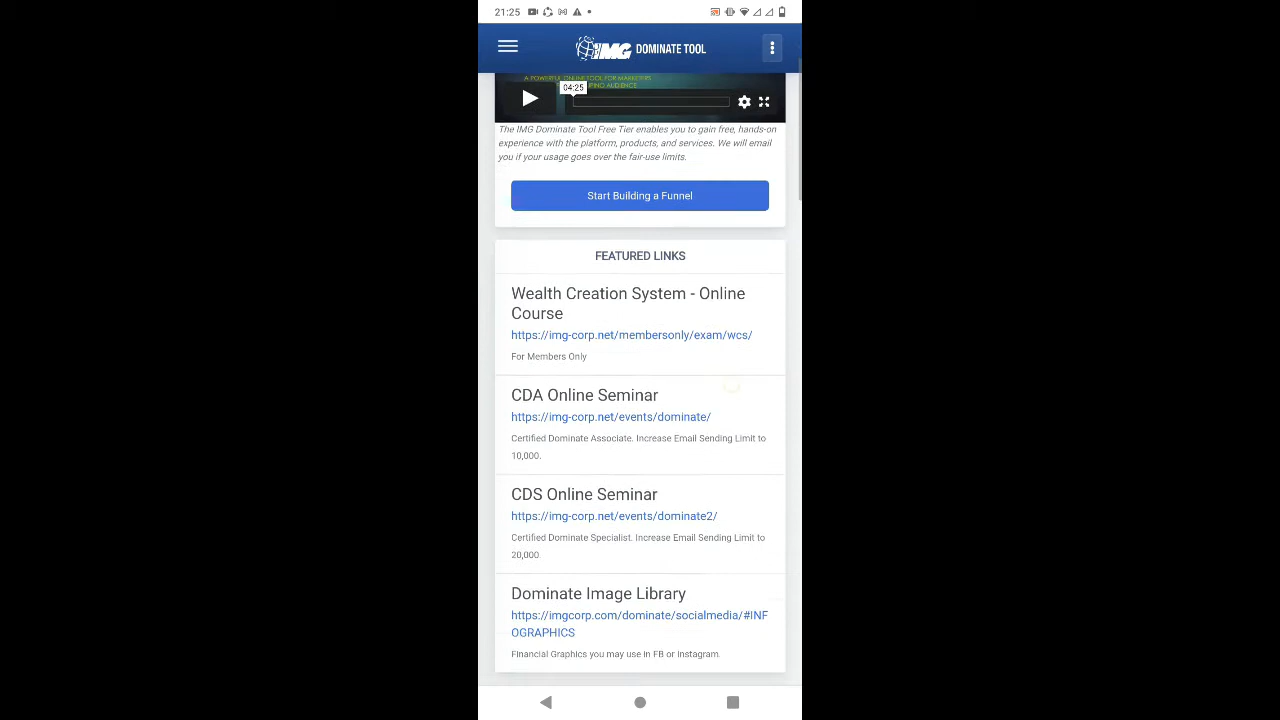 21:25
IMG DOMINATE TOOL
A POWERFUL ONLINE TOOL FOR MARKETING
04:25
The IMG Dominate Tool Free Tier enables you to gain free, hands-on
experience with the platform, products, and services. We will email
you if your usage goes over the fair-use limits.
Start Building a Funnel
FEATURED LINKS
Wealth Creation System - Online
Course
https://img-corp.net/membersonly/exam/wcs/
For Members Only
CDA Online Seminar
https://img-corp.net/events/dominate/
Certified Dominate Associate. Increase Email Sending Limit to
10,000.
CDS Online Seminar
https://img-corp.net/events/dominate2/
Certified Dominate Specialist. Increase Email Sending Limit to
20,000.
Dominate Image Library
https://imgcorp.com/dominate/socialmedia/#INF
OGRAPHICS
Financial Graphics you may use in FB or Instagram.